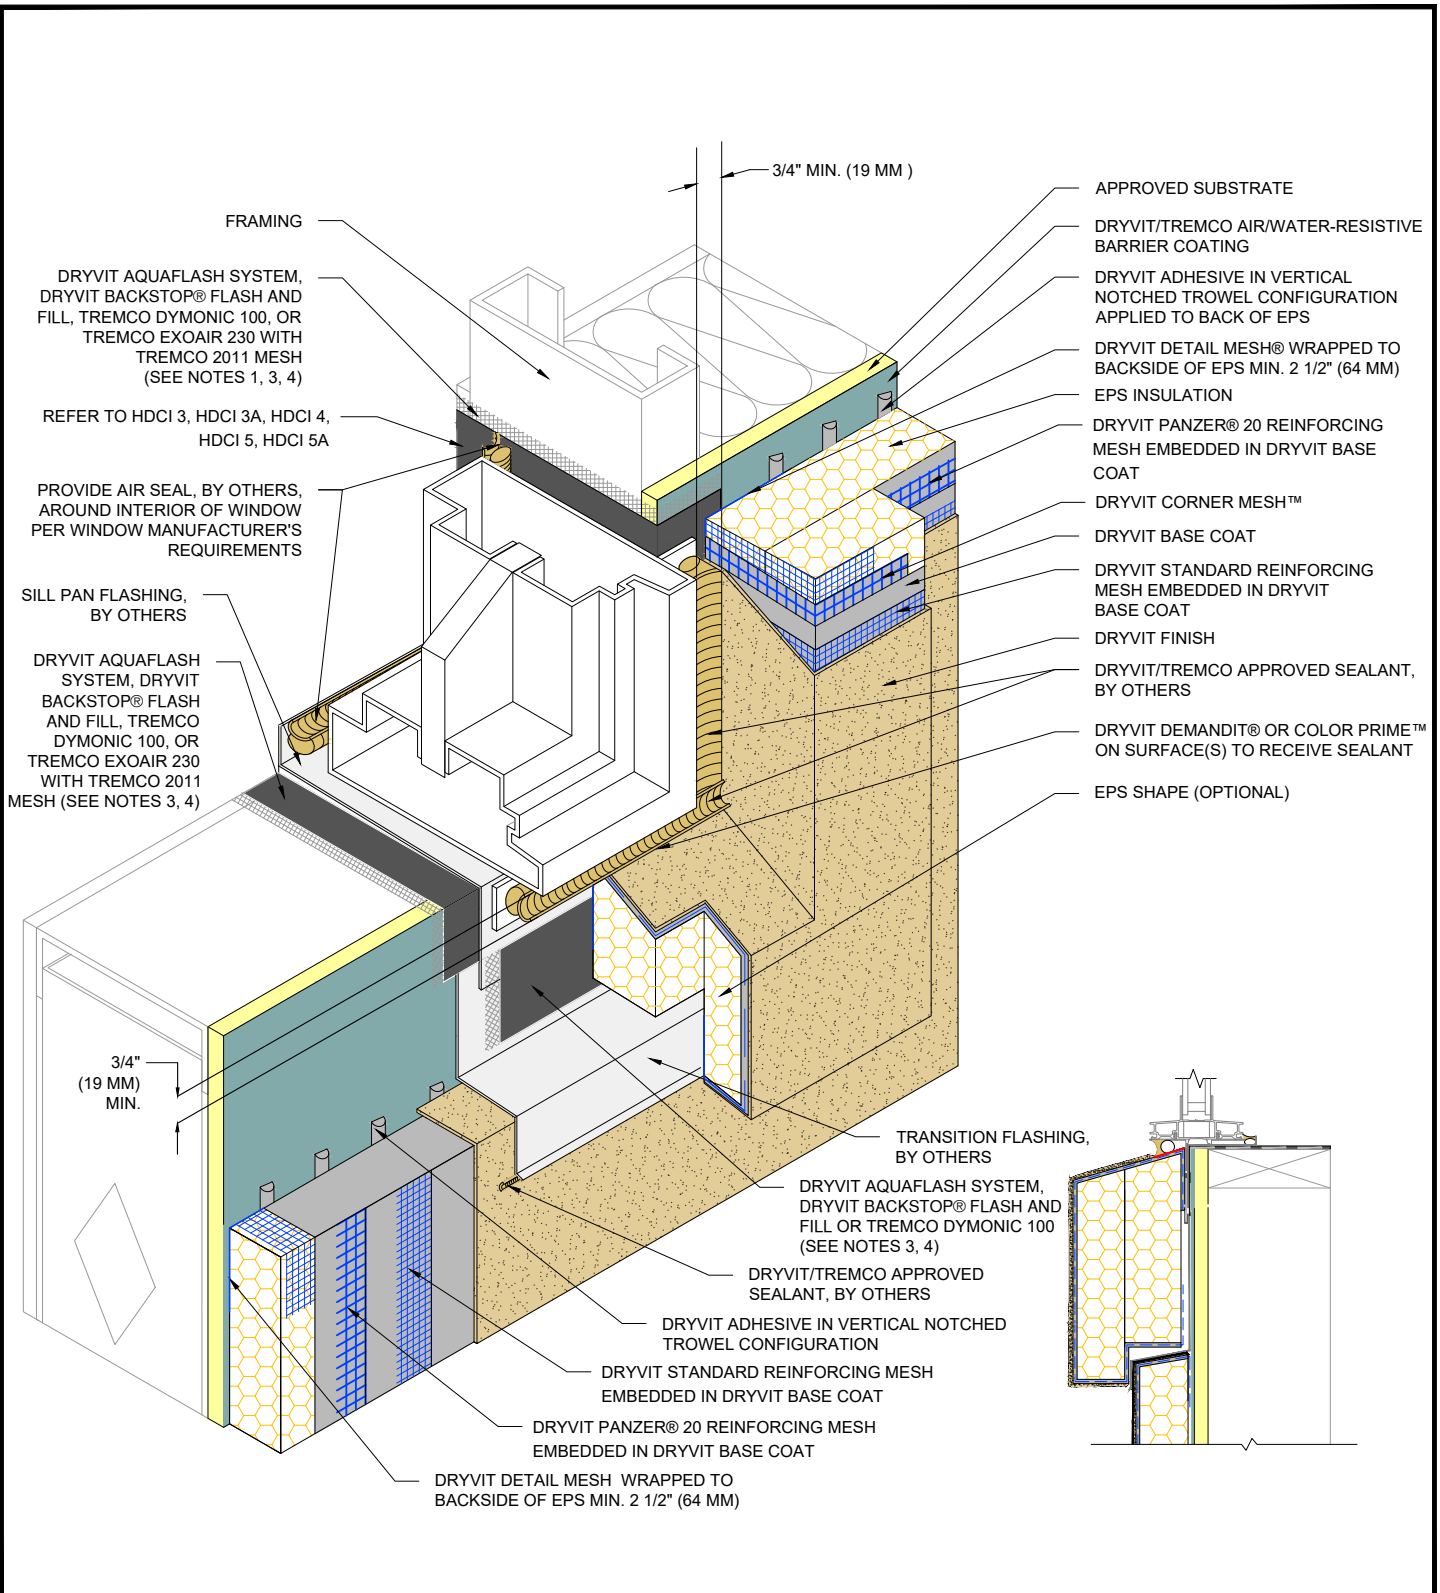 3/4" MIN. (19 MM )
FRAMING
DRYVIT AQUAFLASH SYSTEM,
DRYVIT BACKSTOP® FLASH AND
FILL, TREMCO DYMONIC 100, OR
TREMCO EXOAIR 230 WITH
TREMCO 2011 MESH
(SEE NOTES 1, 3, 4)
REFER TO HDCI 3, HDCI 3A, HDCI 4,
HDCI 5, HDCI 5A
PROVIDE AIR SEAL, BY OTHERS,
AROUND INTERIOR OF WINDOW
PER WINDOW MANUFACTURER'S
REQUIREMENTS
SILL PAN FLASHING,
BY OTHERS
DRYVIT AQUAFLASH
SYSTEM, DRYVIT
BACKSTOP® FLASH
AND FILL, TREMCO
DYMONIC 100, OR
TREMCO EXOAIR 230
WITH TREMCO 2011
MESH (SEE NOTES 3, 4)
3/4"
(19 MM)
MIN.
APPROVED SUBSTRATE
DRYVIT/TREMCO AIR/WATER-RESISTIVE
BARRIER COATING
DRYVIT ADHESIVE IN VERTICAL
NOTCHED TROWEL CONFIGURATION
APPLIED TO BACK OF EPS
DRYVIT DETAIL MESH® WRAPPED TO
BACKSIDE OF EPS MIN. 2 1/2" (64 MM)
EPS INSULATION
DRYVIT PANZER® 20 REINFORCING
MESH EMBEDDED IN DRYVIT BASE
COAT
DRYVIT CORNER MESH™
DRYVIT BASE COAT
DRYVIT STANDARD REINFORCING
MESH EMBEDDED IN DRYVIT
BASE COAT
DRYVIT FINISH
DRYVIT/TREMCO APPROVED SEALANT,
BY OTHERS
DRYVIT DEMANDIT® OR COLOR PRIME™
ON SURFACE(S) TO RECEIVE SEALANT
EPS SHAPE (OPTIONAL)
TRANSITION FLASHING,
BY OTHERS
DRYVIT AQUAFLASH SYSTEM,
DRYVIT BACKSTOP® FLASH AND
FILL OR TREMCO DYMONIC 100
(SEE NOTES 3, 4)
DRYVIT/TREMCO APPROVED
SEALANT, BY OTHERS
DRYVIT ADHESIVE IN VERTICAL NOTCHED
TROWEL CONFIGURATION
DRYVIT STANDARD REINFORCING MESH
EMBEDDED IN DRYVIT BASE COAT
DRYVIT PANZER® 20 REINFORCING MESH
EMBEDDED IN DRYVIT BASE COAT
DRYVIT DETAIL MESH WRAPPED TO
BACKSIDE OF EPS MIN. 2 1/2" (64 MM)